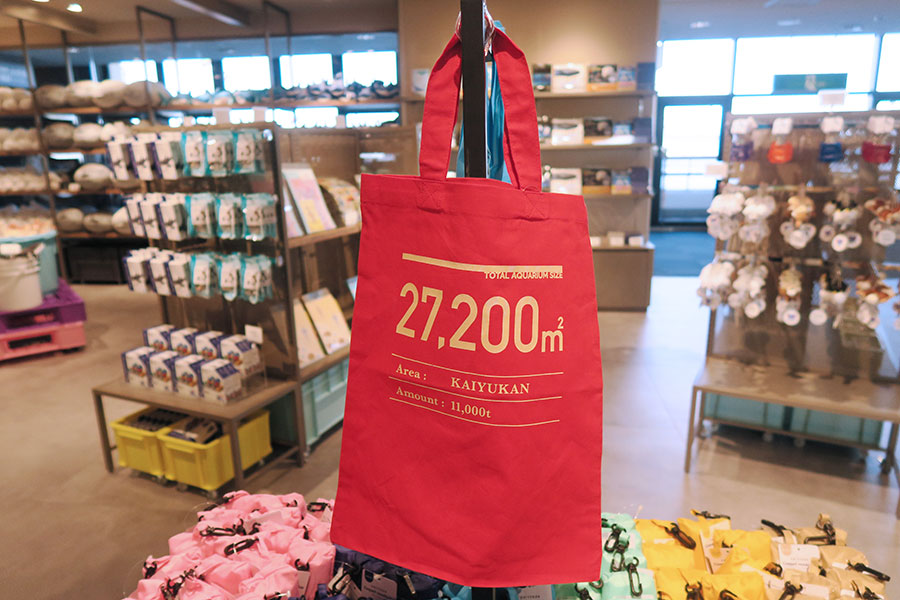 TOTAL AQUARIUM SIZE
27,200m²
Area : KAIYUKAN
Amount : 11,000t